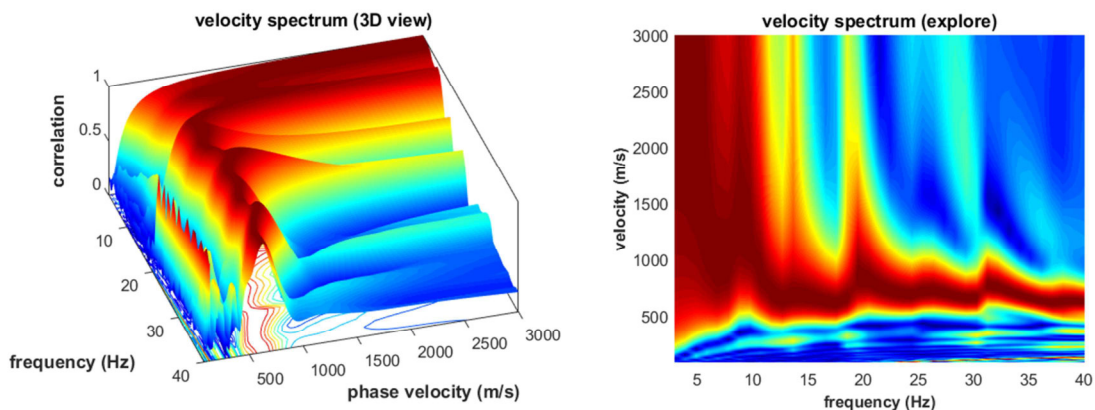 velocity spectrum (3D view)
1
0.5
0
correlation
10
20
30
40
frequency (Hz)
500
1000
1500
2000
2500
3000
phase velocity (m/s)
velocity spectrum (explore)
3000
2500
2000
1500
1000
500
velocity (m/s)
5 10 15 20 25 30 35 40
frequency (Hz)